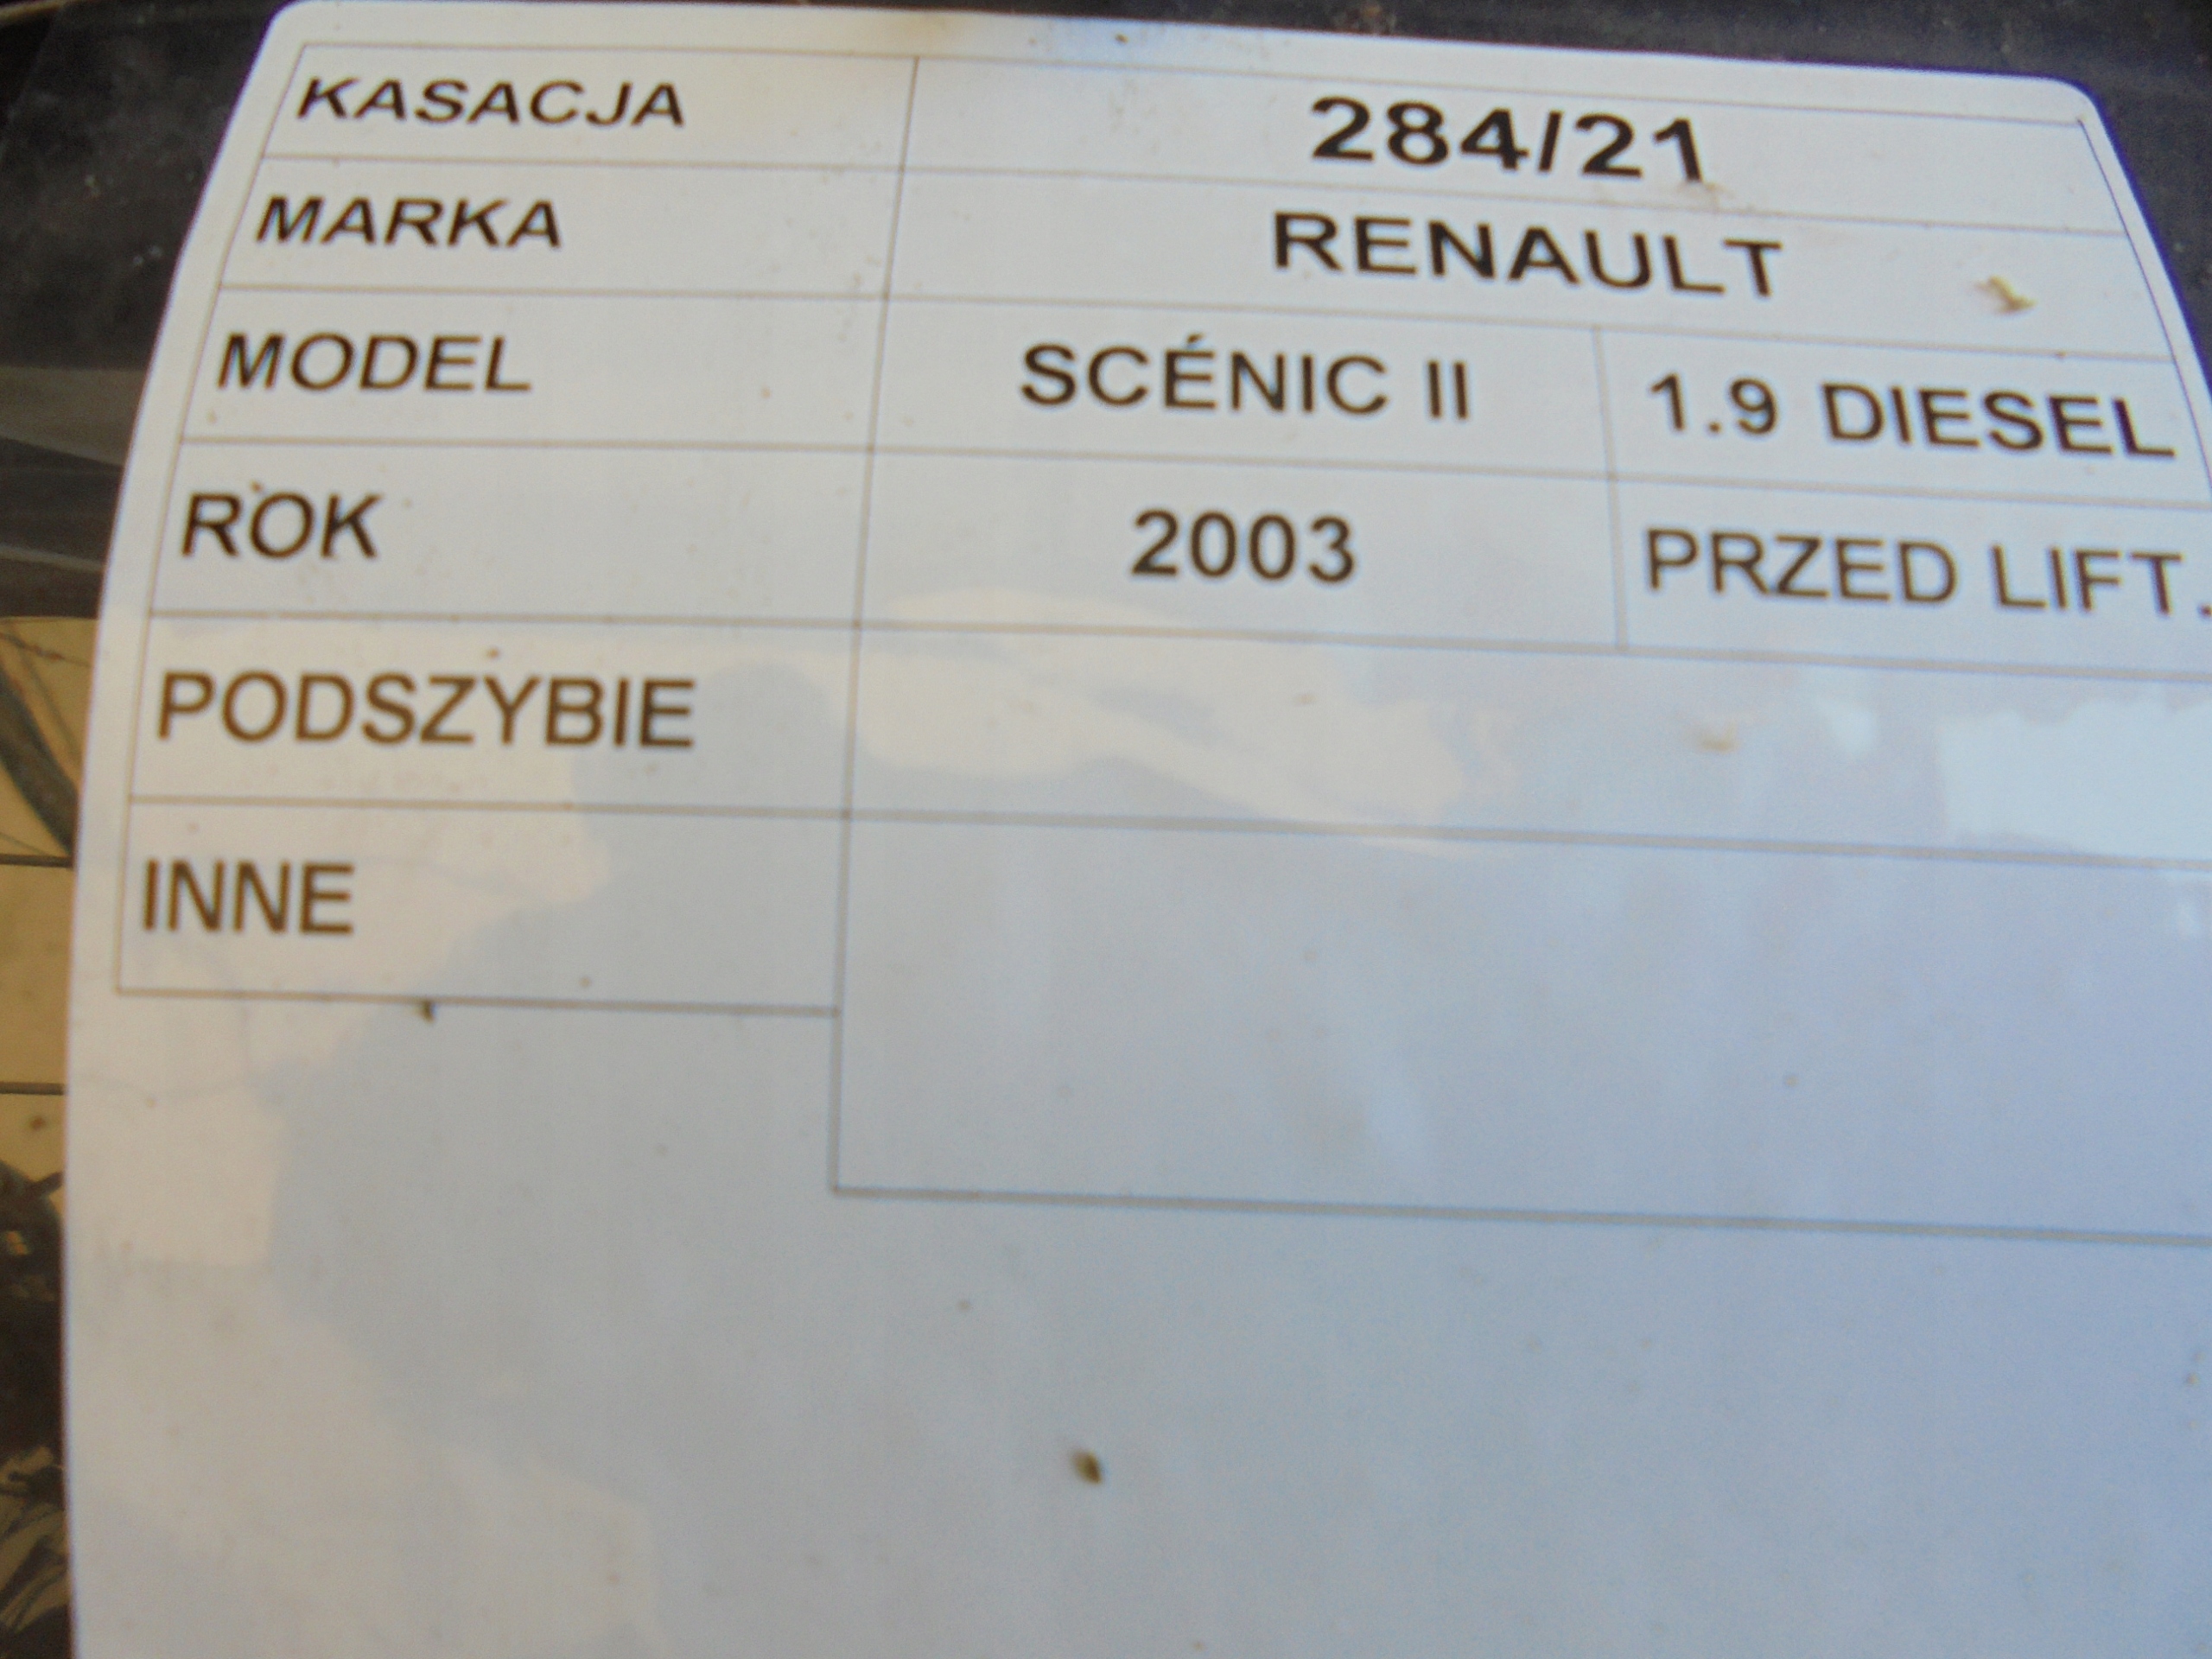 KASACJA 284/21
MARKA RENAULT
MODEL SCÉNIC II 1.9 DIESEL
ROK 2003 PRZED LIFT.
PODSZYBIE
INNE